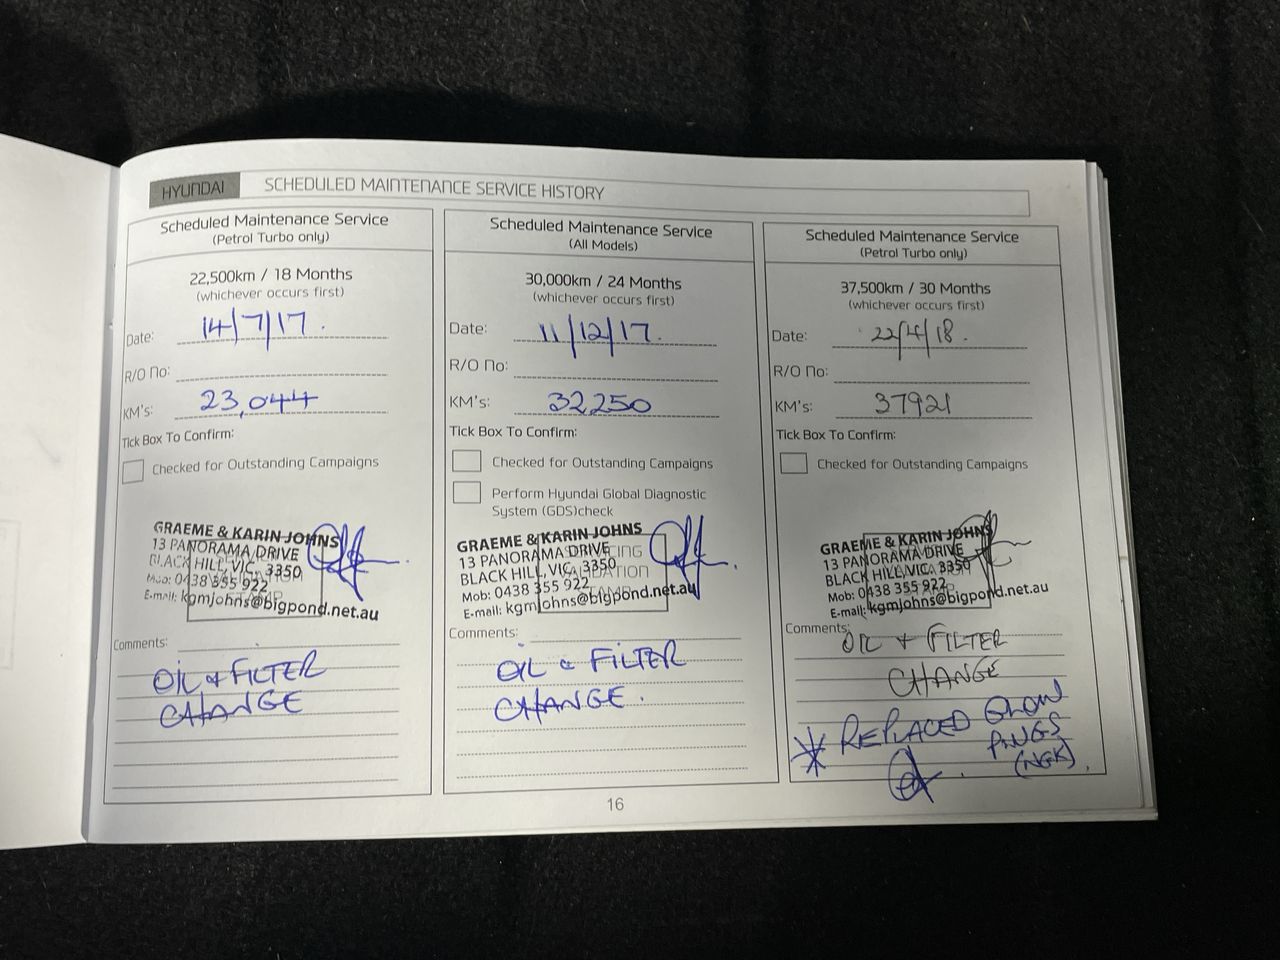 HYUNDAI
SCHEDULED MAINTENANCE SERVICE HISTORY
Scheduled Maintenance Service
(Petrol Turbo only)
22,500km / 18 Months
(whichever occurs first)
Date: 14/7/17.
R/O No:
KM's: 23,044
Tick Box To Confirm:
Checked for Outstanding Campaigns
GRAEME & KARIN JOHNS
13 PANORAMA DRIVE
BLACK HILL, VIC, 3350
Mob: 0438 355 922
E-mail: kgmjohns@bigpond.net.au
Comments:
OIL & FILTER
CHANGE
Scheduled Maintenance Service
(All Models)
30,000km / 24 Months
(whichever occurs first)
Date: 11/12/17.
R/O No:
KM's: 32250
Tick Box To Confirm:
Checked for Outstanding Campaigns
Perform Hyundai Global Diagnostic
System (GDS)check
GRAEME & KARIN JOHNS
13 PANORAMA DRIVE
BLACK HILL, VIC, 3350
Mob: 0438 355 922
E-mail: kgmjohns@bigpond.net.au
Comments:
OIL & FILTER
CHANGE.
Scheduled Maintenance Service
(Petrol Turbo only)
37,500km / 30 Months
(whichever occurs first)
Date: 22/4/18.
R/O No:
KM's: 37921
Tick Box To Confirm:
Checked for Outstanding Campaigns
GRAEME & KARIN JOHNS
13 PANORAMA DRIVE
BLACK HILL, VIC, 3350
Mob: 0438 355 922
E-mail: kgmjohns@bigpond.net.au
Comments:
OIL & FILTER
CHANGE
* REPLACED GLOW
PLUGS
(NGK).
16